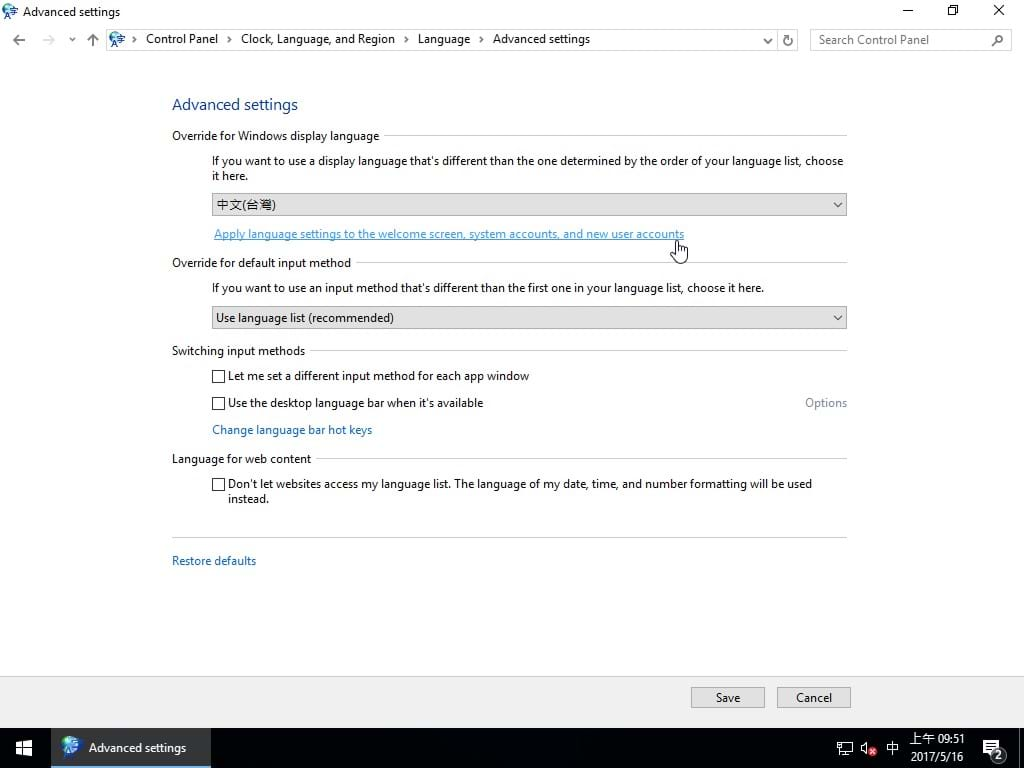 Advanced settings
Control Panel > Clock, Language, and Region > Language > Advanced settings
Search Control Panel
Advanced settings
Override for Windows display language
If you want to use a display language that's different than the one determined by the order of your language list, choose
it here.
中文(台灣)
Apply language settings to the welcome screen, system accounts, and new user accounts
Override for default input method
If you want to use an input method that's different than the first one in your language list, choose it here.
Use language list (recommended)
Switching input methods
Let me set a different input method for each app window
Use the desktop language bar when it's available
Options
Change language bar hot keys
Language for web content
Don't let websites access my language list. The language of my date, time, and number formatting will be used
instead.
Restore defaults
Save
Cancel
Advanced settings
中
上午 09:51
2017/5/16
2